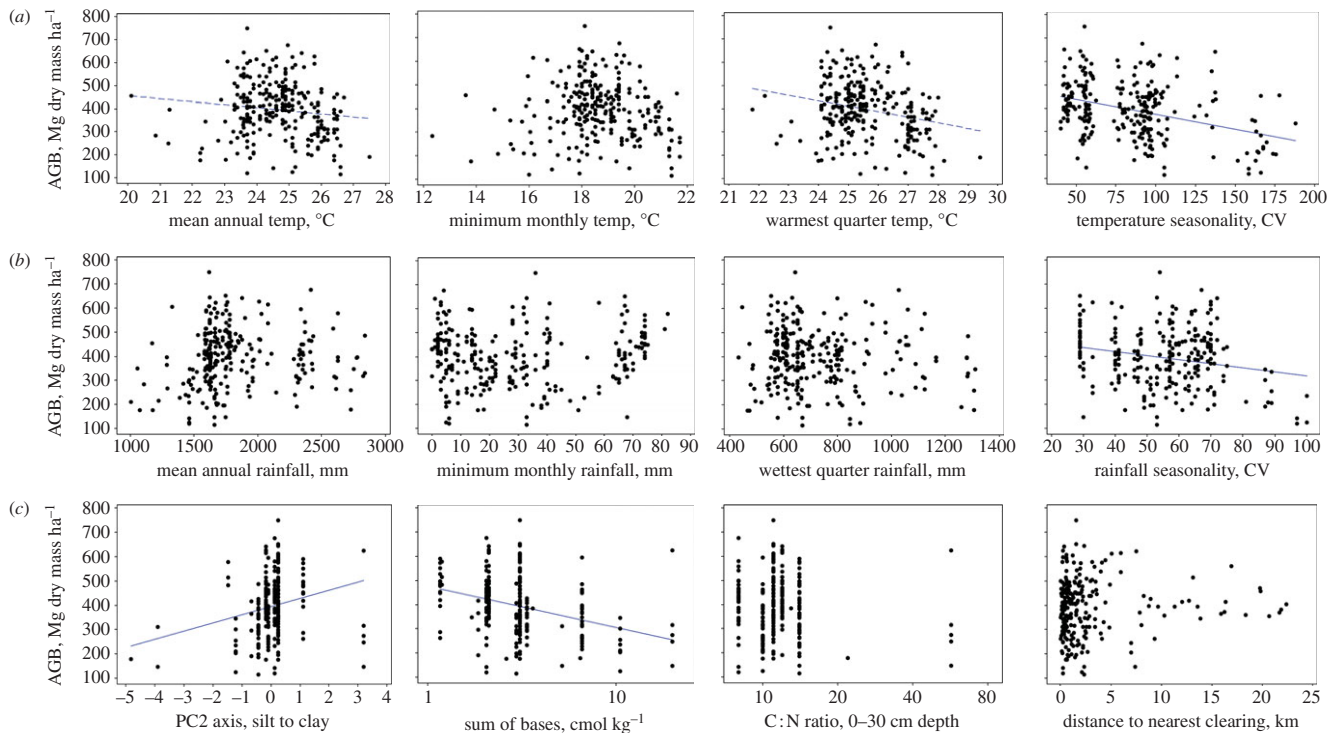 (a)
AGB, Mg dry mass ha⁻¹
800
700
600
500
400
300
200
100
20 21 22 23 24 25 26 27 28
mean annual temp, °C
12 14 16 18 20 22
minimum monthly temp, °C
21 22 23 24 25 26 27 28 29 30
warmest quarter temp, °C
50 75 100 125 150 175 200
temperature seasonality, CV
(b)
AGB, Mg dry mass ha⁻¹
800
700
600
500
400
300
200
100
1000 1500 2000 2500 3000
mean annual rainfall, mm
0 10 20 30 40 50 60 70 80 90
minimum monthly rainfall, mm
400 600 800 1000 1200 1400
wettest quarter rainfall, mm
20 30 40 50 60 70 80 90 100
rainfall seasonality, CV
(c)
AGB, Mg dry mass ha⁻¹
800
700
600
500
400
300
200
100
−5 −4 −3 −2 −1 0 1 2 3 4
PC2 axis, silt to clay
1 10
sum of bases, cmol kg⁻¹
10 20 40 80
C:N ratio, 0–30 cm depth
0 5 10 15 20 25
distance to nearest clearing, km